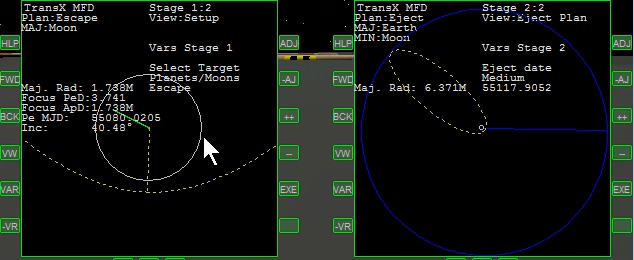 TransX MFD Stage 1:2
Plan:Escape View:Setup
MAJ:Moon
Vars Stage 1
Select Target
Planets/Moons
Maj. Rad: 1.738M Escape
Focus PeD:3.741
Focus ApD:1.738M
Pe MJD: 55086.0205
Inc: 40.48°
HLP
FWD
BCK
VW
VAR
-VR
ADJ
-AJ
++
--
EXE
TransX MFD Stage 2:2
Plan:Eject View:Eject Plan
MAJ:Earth
MIN:Moon
Vars Stage 2
Eject date
Medium
Maj. Rad: 6.371M 55117.9052
HLP
FWD
BCK
VW
VAR
-VR
ADJ
-AJ
++
--
EXE